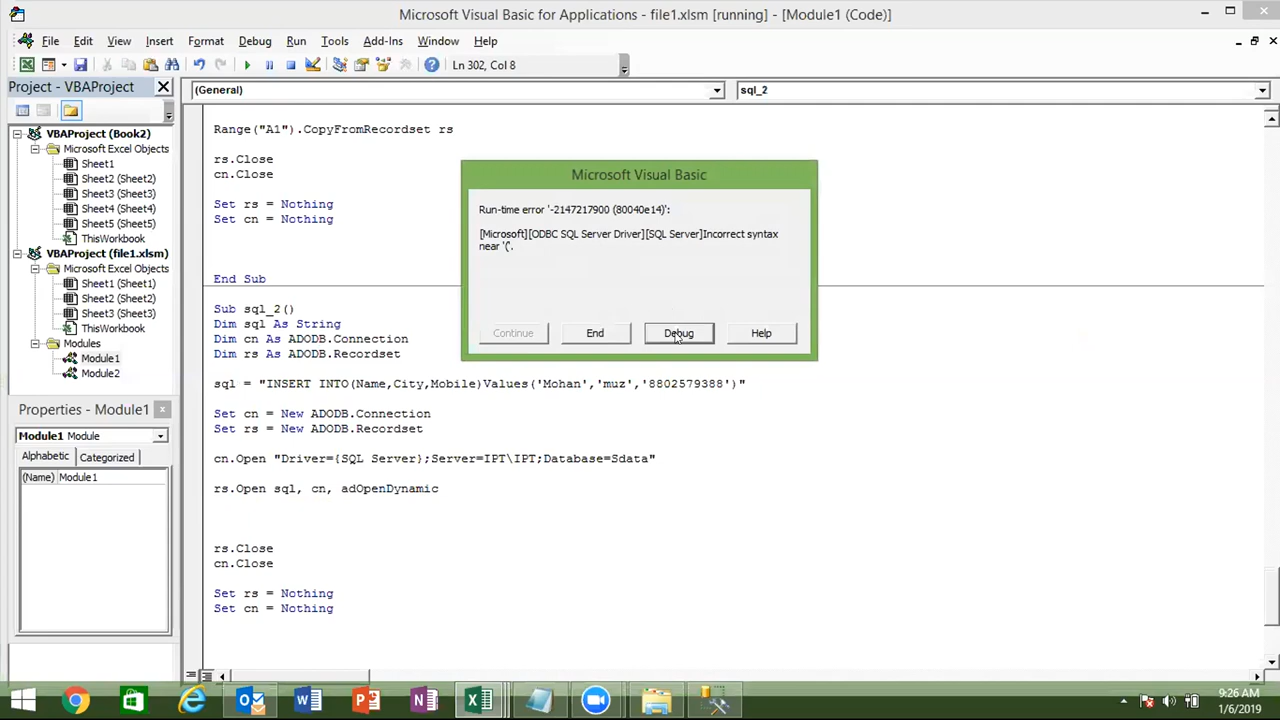 Microsoft Visual Basic for Applications - file1.xlsm [running] - [Module1 (Code)]
File Edit View Insert Format Debug Run Tools Add-Ins Window Help
Ln 302, Col 8
Project - VBAProject
(General)
sql_2
VBAProject (Book2)
Microsoft Excel Objects
Sheet1
Sheet2 (Sheet2)
Sheet3 (Sheet3)
Sheet4 (Sheet4)
Sheet5 (Sheet5)
ThisWorkbook
VBAProject (file1.xlsm)
Microsoft Excel Objects
Sheet1 (Sheet1)
Sheet2 (Sheet2)
Sheet3 (Sheet3)
ThisWorkbook
Modules
Module1
Module2
Properties - Module1
Module1 Module
Alphabetic Categorized
(Name) Module1
Range("A1").CopyFromRecordset rs
rs.Close
cn.Close
Set rs = Nothing
Set cn = Nothing
End Sub
Sub sql_2()
Dim sql As String
Dim cn As ADODB.Connection
Dim rs As ADODB.Recordset
sql = "INSERT INTO(Name,City,Mobile)Values('Mohan','muz','8802579388')"
Set cn = New ADODB.Connection
Set rs = New ADODB.Recordset
cn.Open "Driver={SQL Server};Server=IPT\IPT;Database=Sdata"
rs.Open sql, cn, adOpenDynamic
rs.Close
cn.Close
Set rs = Nothing
Set cn = Nothing
Microsoft Visual Basic
Run-time error '-2147217900 (80040e14)':
[Microsoft][ODBC SQL Server Driver][SQL Server]Incorrect syntax
near '('.
Continue End Debug Help
9:26 AM
1/6/2019